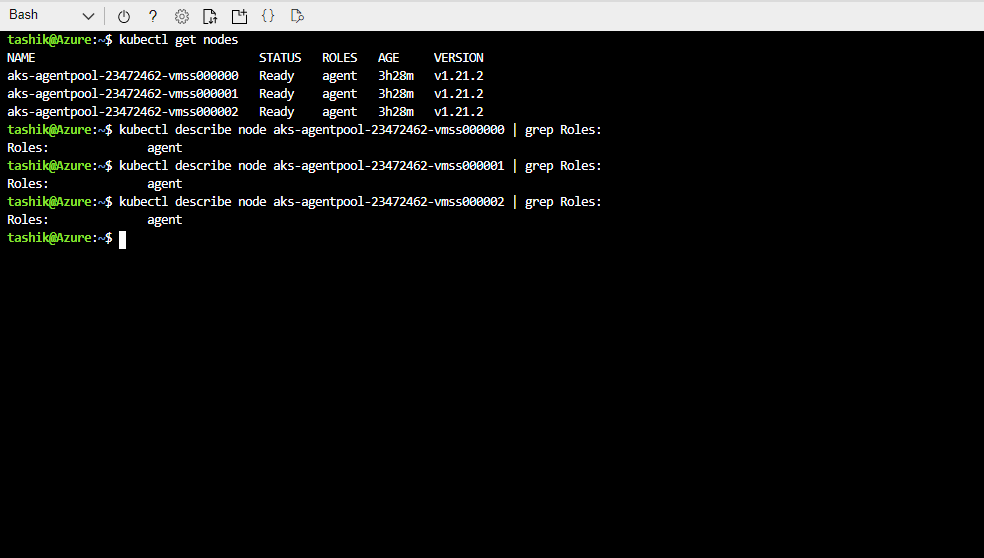 Bash
? {}
tashik@Azure:~$ kubectl get nodes
NAME STATUS ROLES AGE VERSION
aks-agentpool-23472462-vmss000000 Ready agent 3h28m v1.21.2
aks-agentpool-23472462-vmss000001 Ready agent 3h28m v1.21.2
aks-agentpool-23472462-vmss000002 Ready agent 3h28m v1.21.2
tashik@Azure:~$ kubectl describe node aks-agentpool-23472462-vmss000000 | grep Roles:
Roles: agent
tashik@Azure:~$ kubectl describe node aks-agentpool-23472462-vmss000001 | grep Roles:
Roles: agent
tashik@Azure:~$ kubectl describe node aks-agentpool-23472462-vmss000002 | grep Roles:
Roles: agent
tashik@Azure:~$